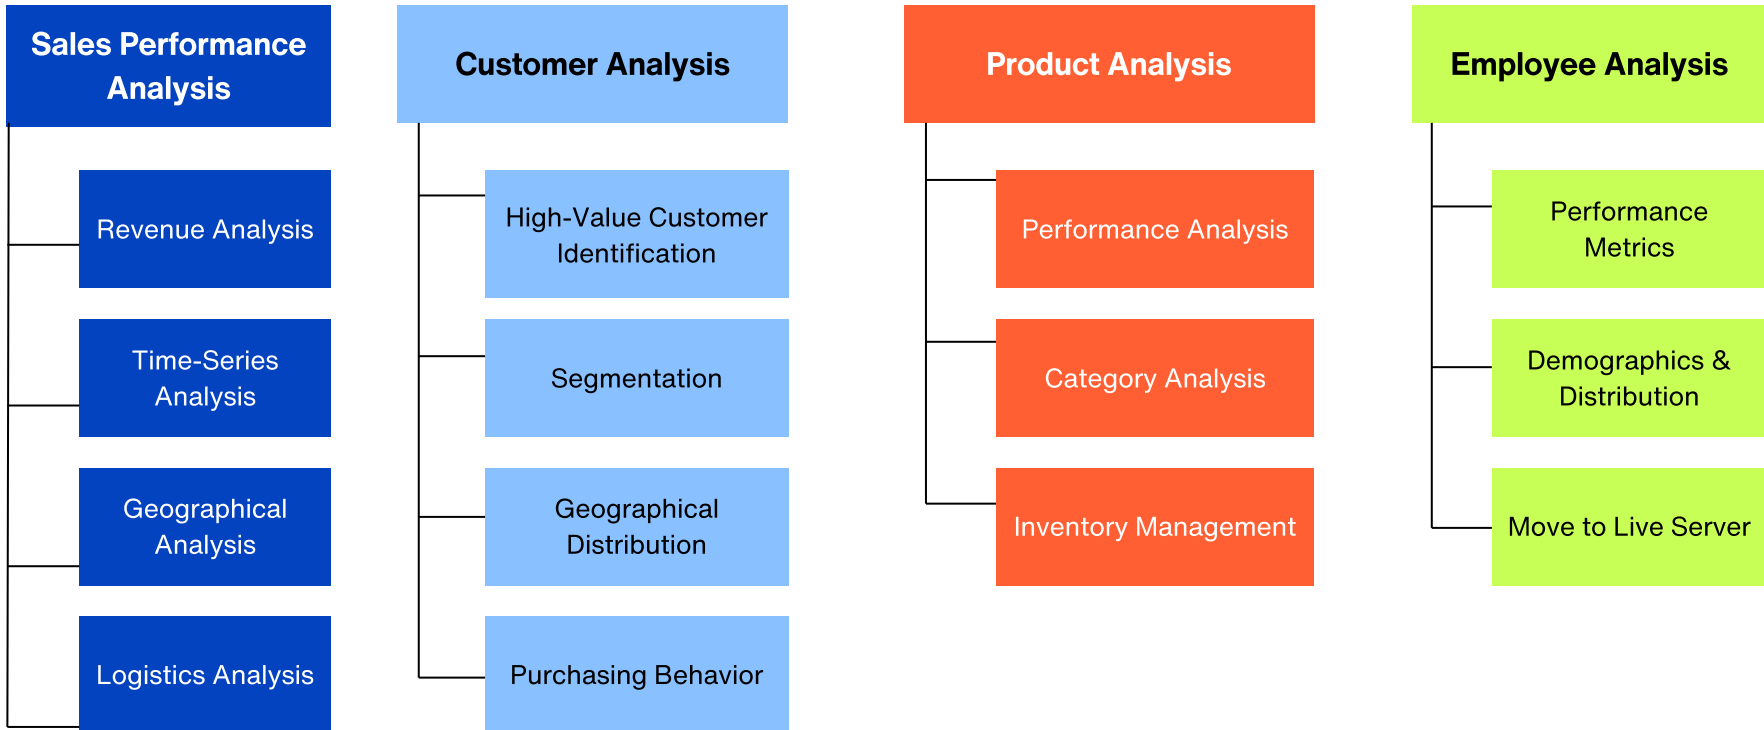 Sales Performance
Analysis
Revenue Analysis
Time-Series
Analysis
Geographical
Analysis
Logistics Analysis
Customer Analysis
High-Value Customer
Identification
Segmentation
Geographical
Distribution
Purchasing Behavior
Product Analysis
Performance Analysis
Category Analysis
Inventory Management
Employee Analysis
Performance
Metrics
Demographics &
Distribution
Move to Live Server